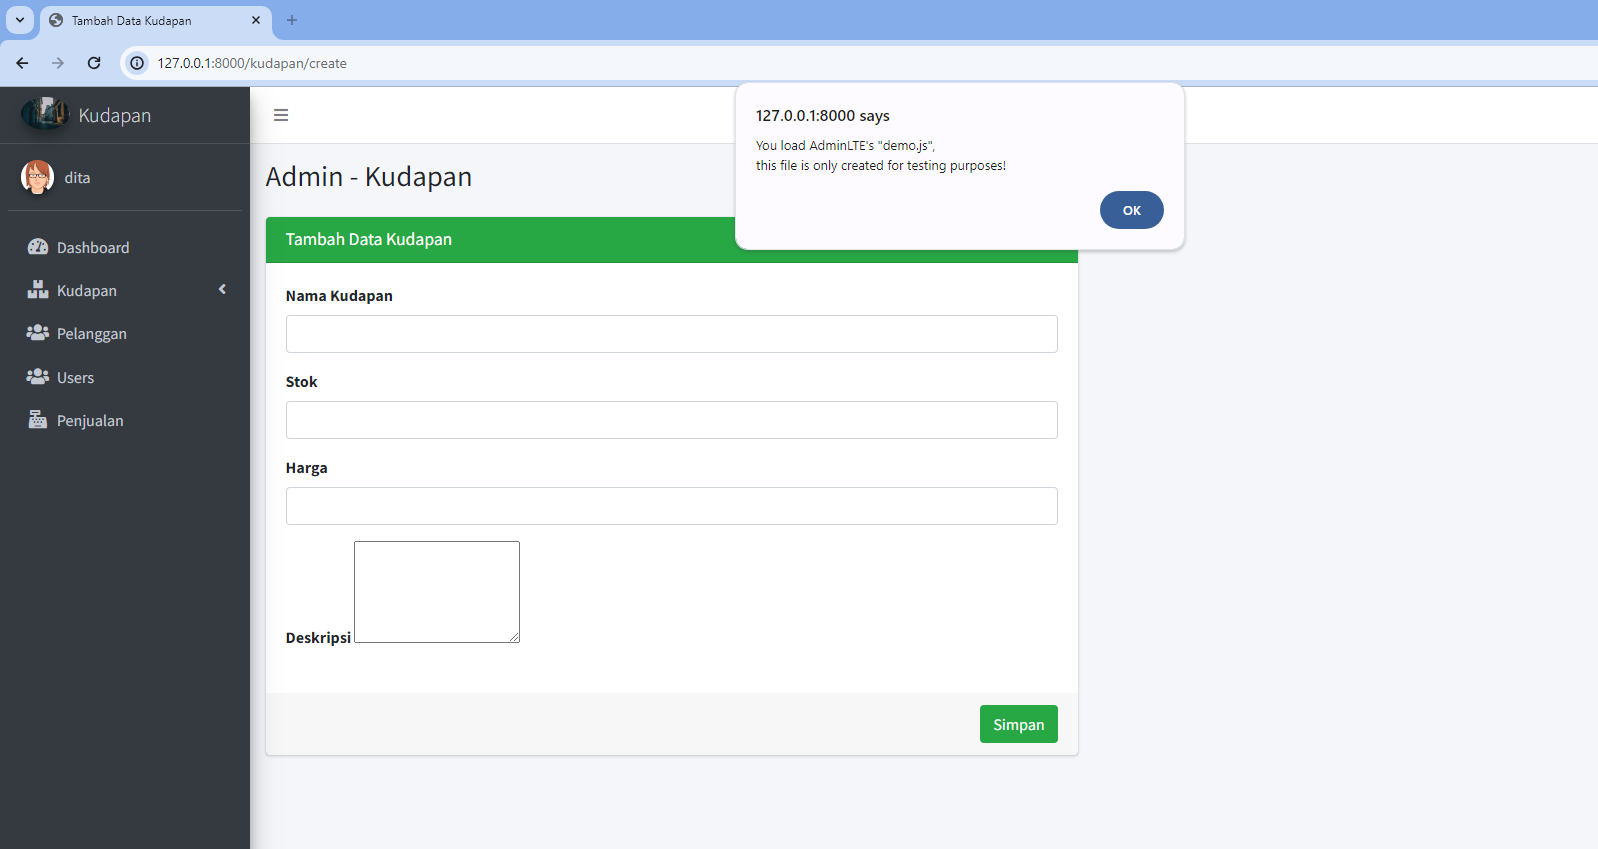 Tambah Data Kudapan
127.0.0.1:8000/kudapan/create
Kudapan
dita
Dashboard
Kudapan
Pelanggan
Users
Penjualan
127.0.0.1:8000 says
You load AdminLTE's "demo.js",
this file is only created for testing purposes!
OK
Admin - Kudapan
Tambah Data Kudapan
Nama Kudapan
Stok
Harga
Deskripsi
Simpan